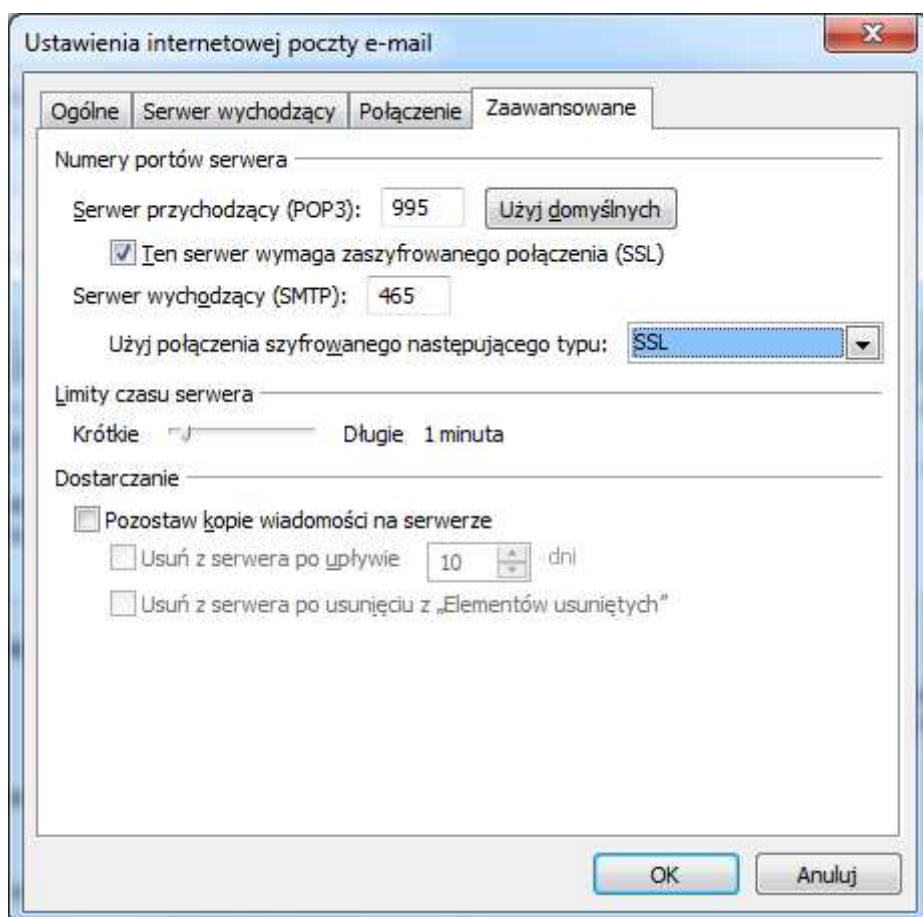 Ustawienia internetowej poczty e-mail
Ogólne Serwer wychodzący Połączenie Zaawansowane
Numery portów serwera
Serwer przychodzący (POP3): 995 Użyj domyślnych
Ten serwer wymaga zaszyfrowanego połączenia (SSL)
Serwer wychodzący (SMTP): 465
Użyj połączenia szyfrowanego następującego typu: SSL
Limity czasu serwera
Krótkie Długie 1 minuta
Dostarczanie
Pozostaw kopie wiadomości na serwerze
Usuń z serwera po upływie 10 dni
Usuń z serwera po usunięciu z „Elementów usuniętych”
OK Anuluj